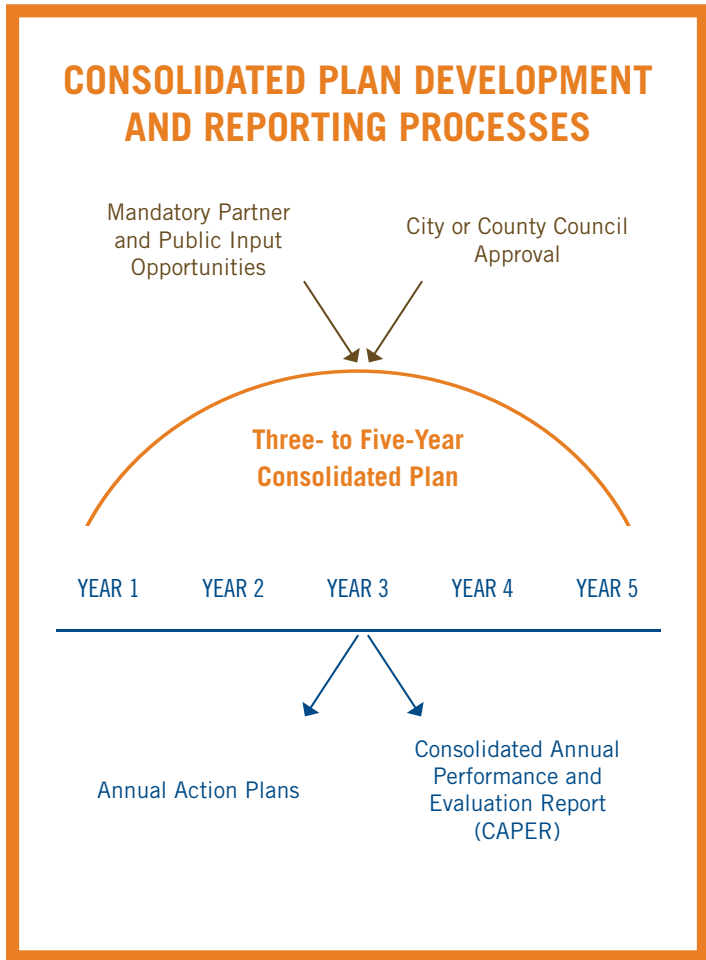 CONSOLIDATED PLAN DEVELOPMENT
AND REPORTING PROCESSES
Mandatory Partner
and Public Input
Opportunities
City or County Council
Approval
Three- to Five-Year
Consolidated Plan
YEAR 1 YEAR 2 YEAR 3 YEAR 4 YEAR 5
Annual Action Plans
Consolidated Annual
Performance and
Evaluation Report
(CAPER)